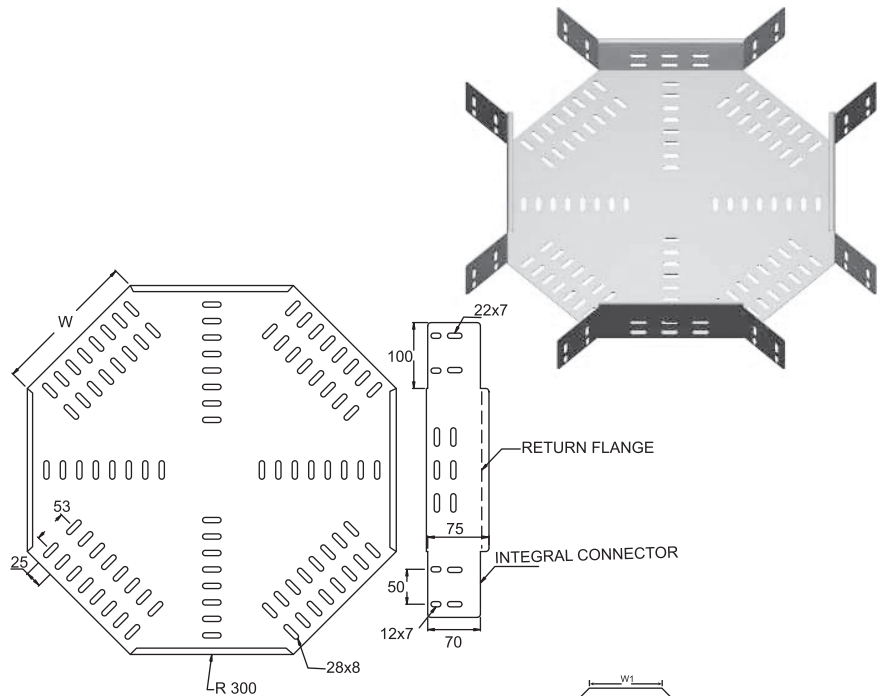 W
22x7
100
RETURN FLANGE
53
75
25
INTEGRAL CONNECTOR
50
12x7
70
28x8
R 300
W1